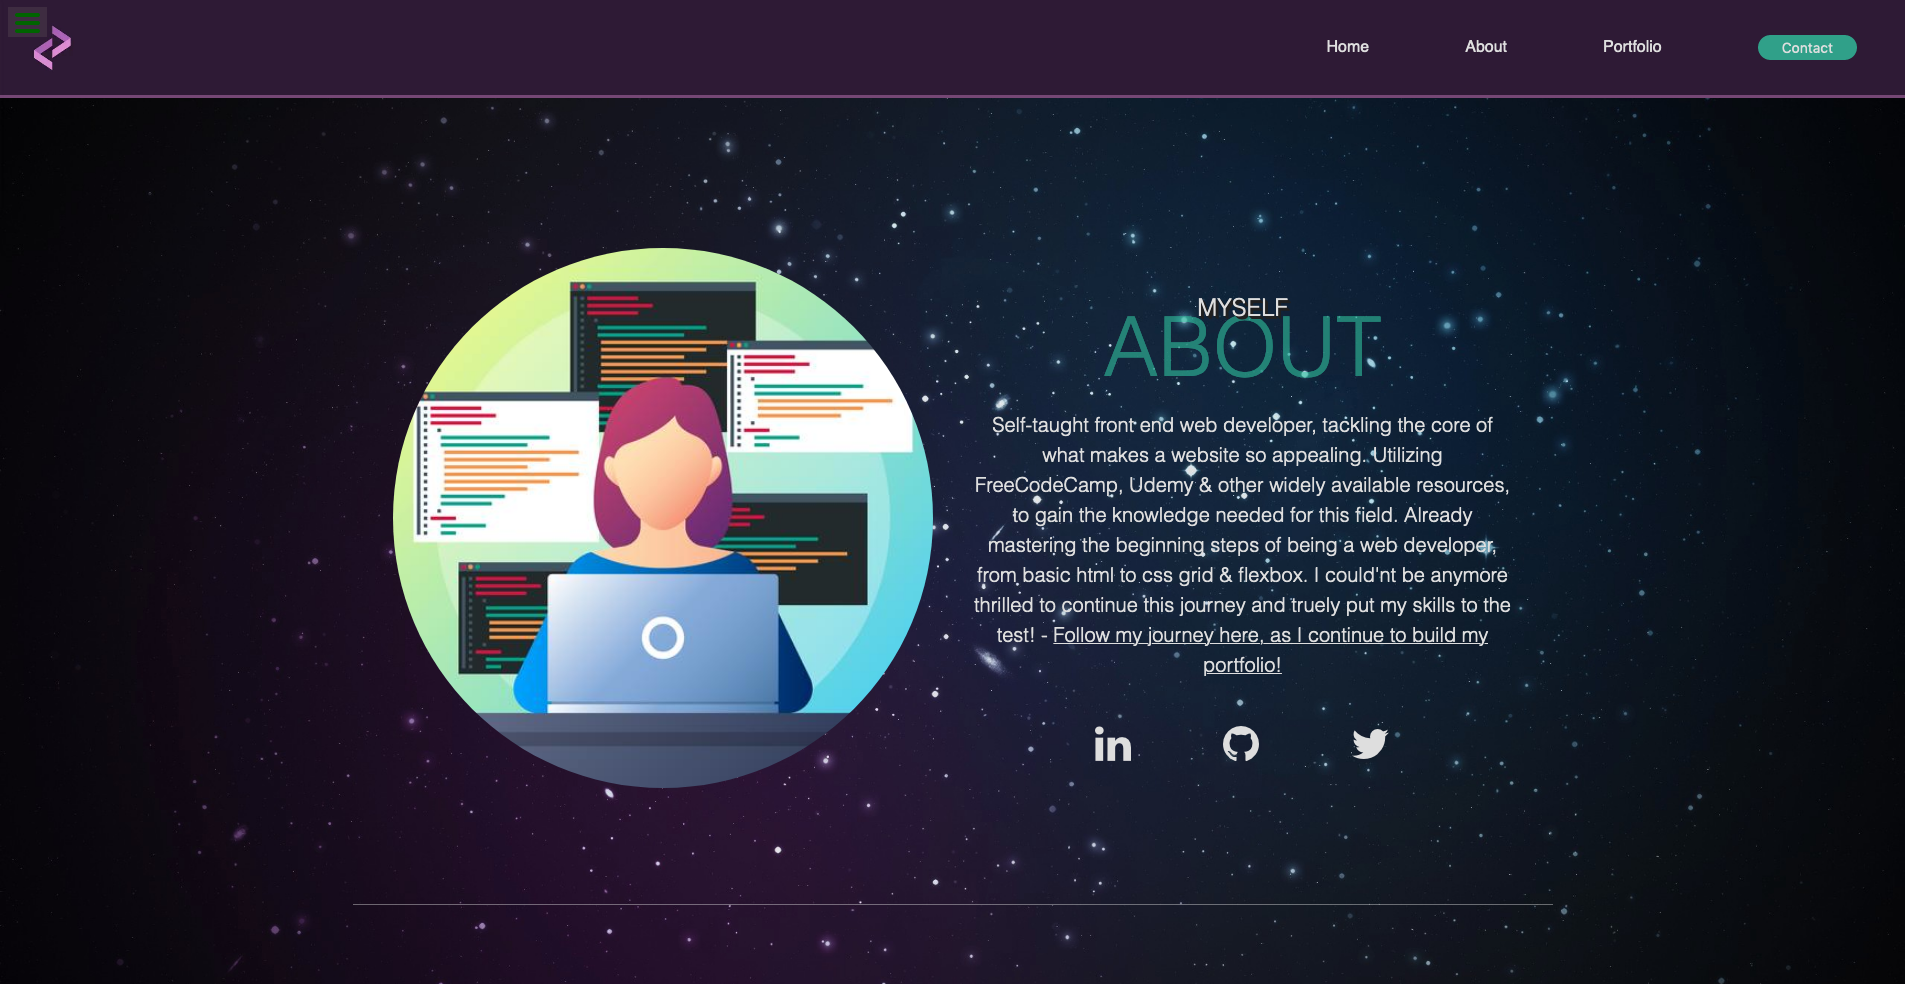 Home
About
Portfolio
Contact
MYSELF
ABOUT
Self-taught front end web developer, tackling the core of
what makes a website so appealing. Utilizing
FreeCodeCamp, Udemy & other widely available resources,
to gain the knowledge needed for this field. Already
mastering the beginning steps of being a web developer,
from basic html to css grid & flexbox. I could'nt be anymore
thrilled to continue this journey and truely put my skills to the
test! - Follow my journey here, as I continue to build my
portfolio!
in